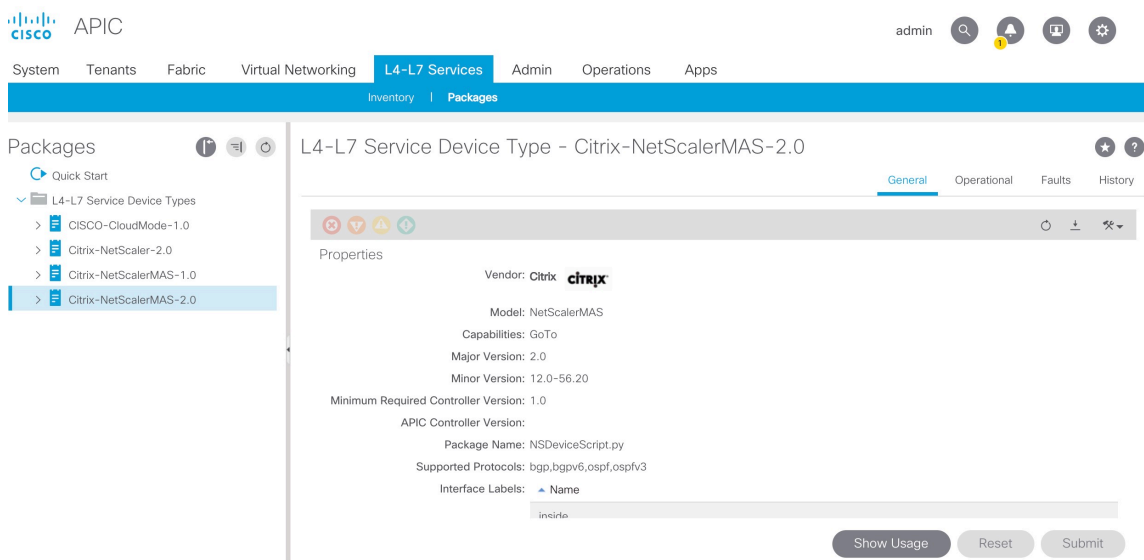 CISCO APIC
admin
1
System Tenants Fabric Virtual Networking L4-L7 Services Admin Operations Apps
Inventory | Packages
Packages
Quick Start
L4-L7 Service Device Types
CISCO-CloudMode-1.0
Citrix-NetScaler-2.0
Citrix-NetScalerMAS-1.0
Citrix-NetScalerMAS-2.0
L4-L7 Service Device Type - Citrix-NetScalerMAS-2.0
?
General Operational Faults History
Properties
Vendor: Citrix CITRIX
Model: NetScalerMAS
Capabilities: GoTo
Major Version: 2.0
Minor Version: 12.0-56.20
Minimum Required Controller Version: 1.0
APIC Controller Version:
Package Name: NSDeviceScript.py
Supported Protocols: bgp,bgpv6,ospf,ospfv3
Interface Labels: Name
inside
Show Usage Reset Submit